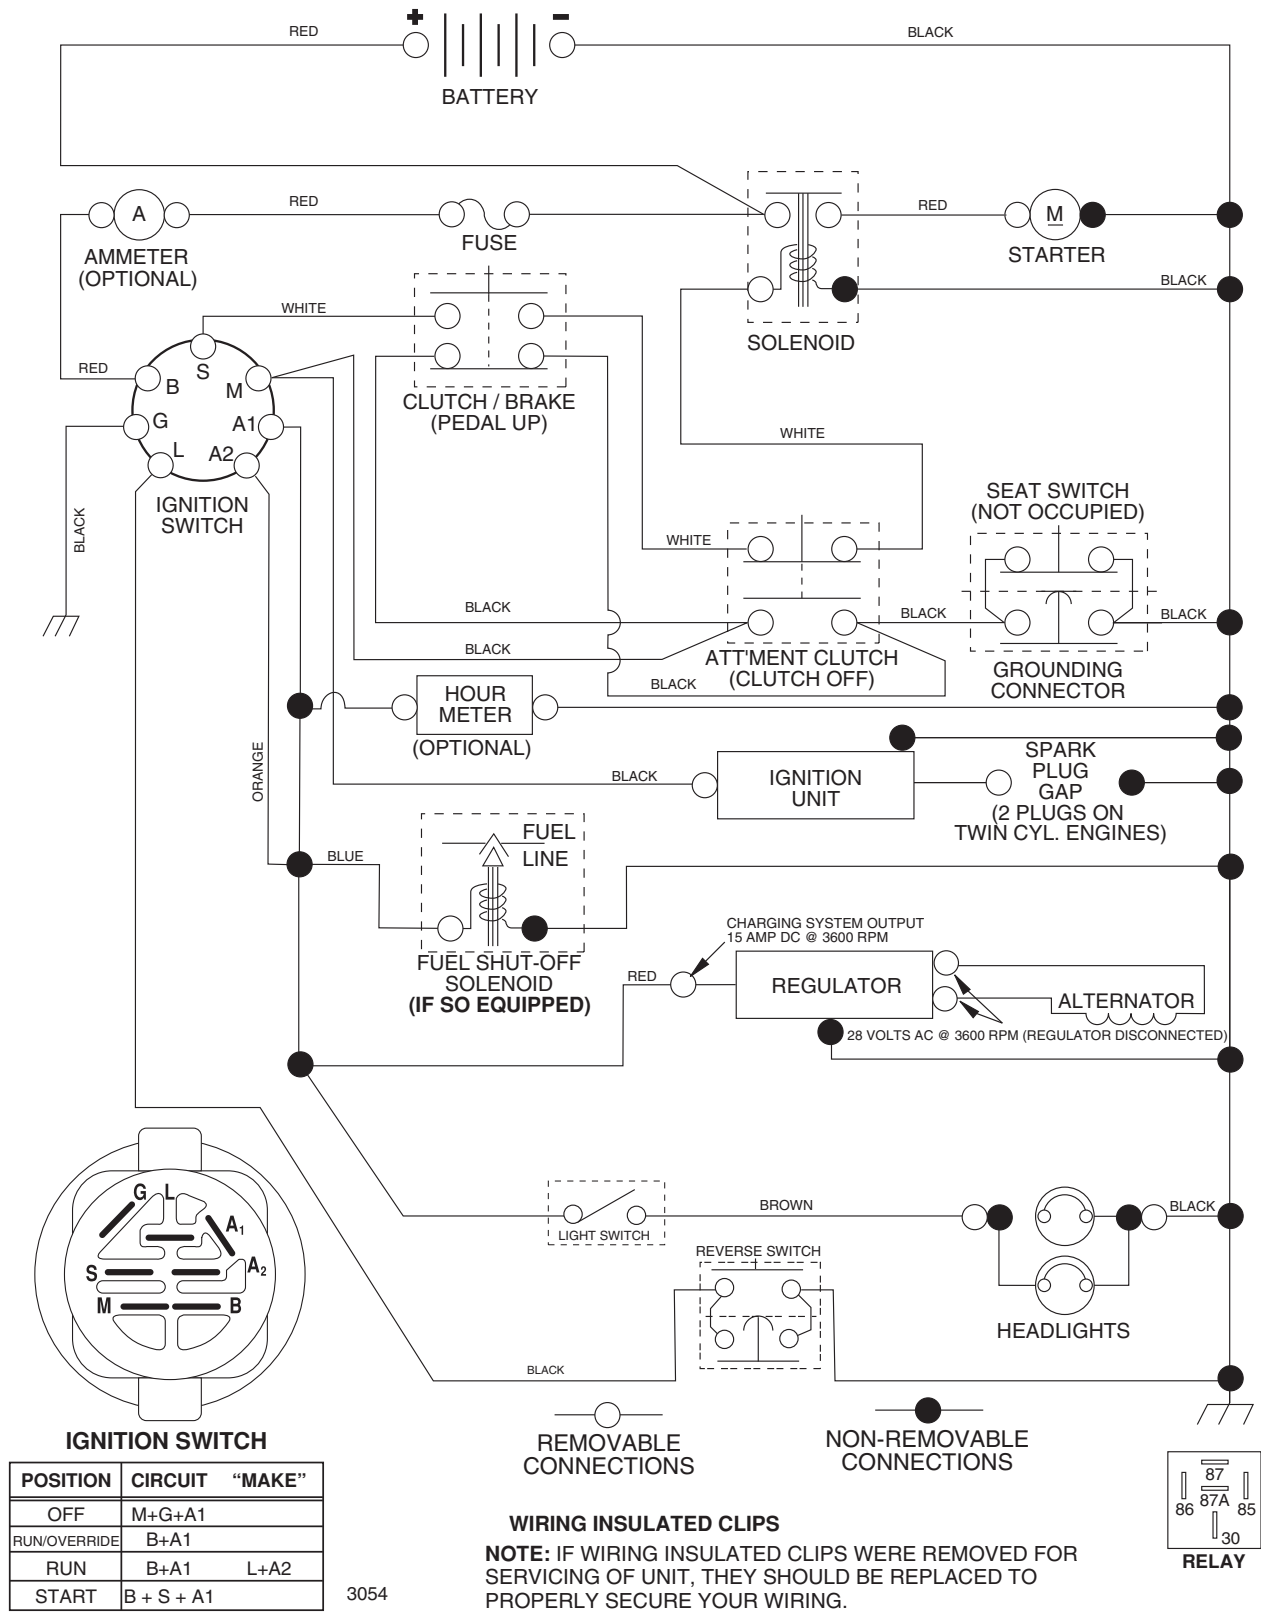 + −
RED
BLACK
BATTERY
RED
A
RED
M
AMMETER
(OPTIONAL)
FUSE
STARTER
BLACK
WHITE
SOLENOID
RED
S
B
M
G
A1
L
A2
CLUTCH / BRAKE
(PEDAL UP)
WHITE
IGNITION
SWITCH
BLACK
SEAT SWITCH
(NOT OCCUPIED)
WHITE
BLACK
BLACK
BLACK
BLACK
ATT'MENT CLUTCH
(CLUTCH OFF)
GROUNDING
CONNECTOR
BLACK
HOUR
METER
(OPTIONAL)
ORANGE
BLACK
IGNITION
UNIT
SPARK
PLUG
GAP
(2 PLUGS ON
TWIN CYL. ENGINES)
FUEL
LINE
BLUE
CHARGING SYSTEM OUTPUT
15 AMP DC @ 3600 RPM
FUEL SHUT-OFF
SOLENOID
(IF SO EQUIPPED)
RED
REGULATOR
ALTERNATOR
28 VOLTS AC @ 3600 RPM (REGULATOR DISCONNECTED)
G L
A1
S
A2
M
B
LIGHT SWITCH
BROWN
BLACK
REVERSE SWITCH
HEADLIGHTS
BLACK
IGNITION SWITCH
REMOVABLE
CONNECTIONS
NON-REMOVABLE
CONNECTIONS
POSITION CIRCUIT “MAKE”
OFF M+G+A1
RUN/OVERRIDE B+A1
RUN B+A1 L+A2
START B + S + A1
3054
WIRING INSULATED CLIPS
NOTE: IF WIRING INSULATED CLIPS WERE REMOVED FOR
SERVICING OF UNIT, THEY SHOULD BE REPLACED TO
PROPERLY SECURE YOUR WIRING.
87
86
87A
85
30
RELAY